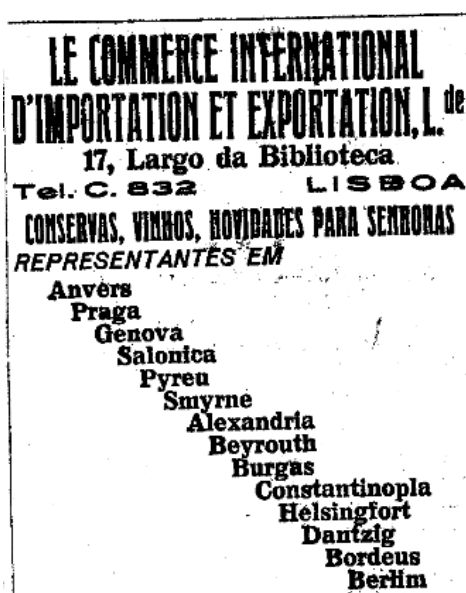 LE COMMERCE INTERNATIONAL
D'IMPORTATION ET EXPORTATION, L.de
17, Largo da Biblioteca
Tel. C. 832 LISBOA
CONSERVAS, VINHOS, NOVIDADES PARA SENHORAS
REPRESENTANTES EM
Anvers
Praga
Genova
Salonica
Pyreu
Smyrne
Alexandria
Beyrouth
Burgas
Constantinopla
Helsingfort
Dantzig
Bordeus
Berlim